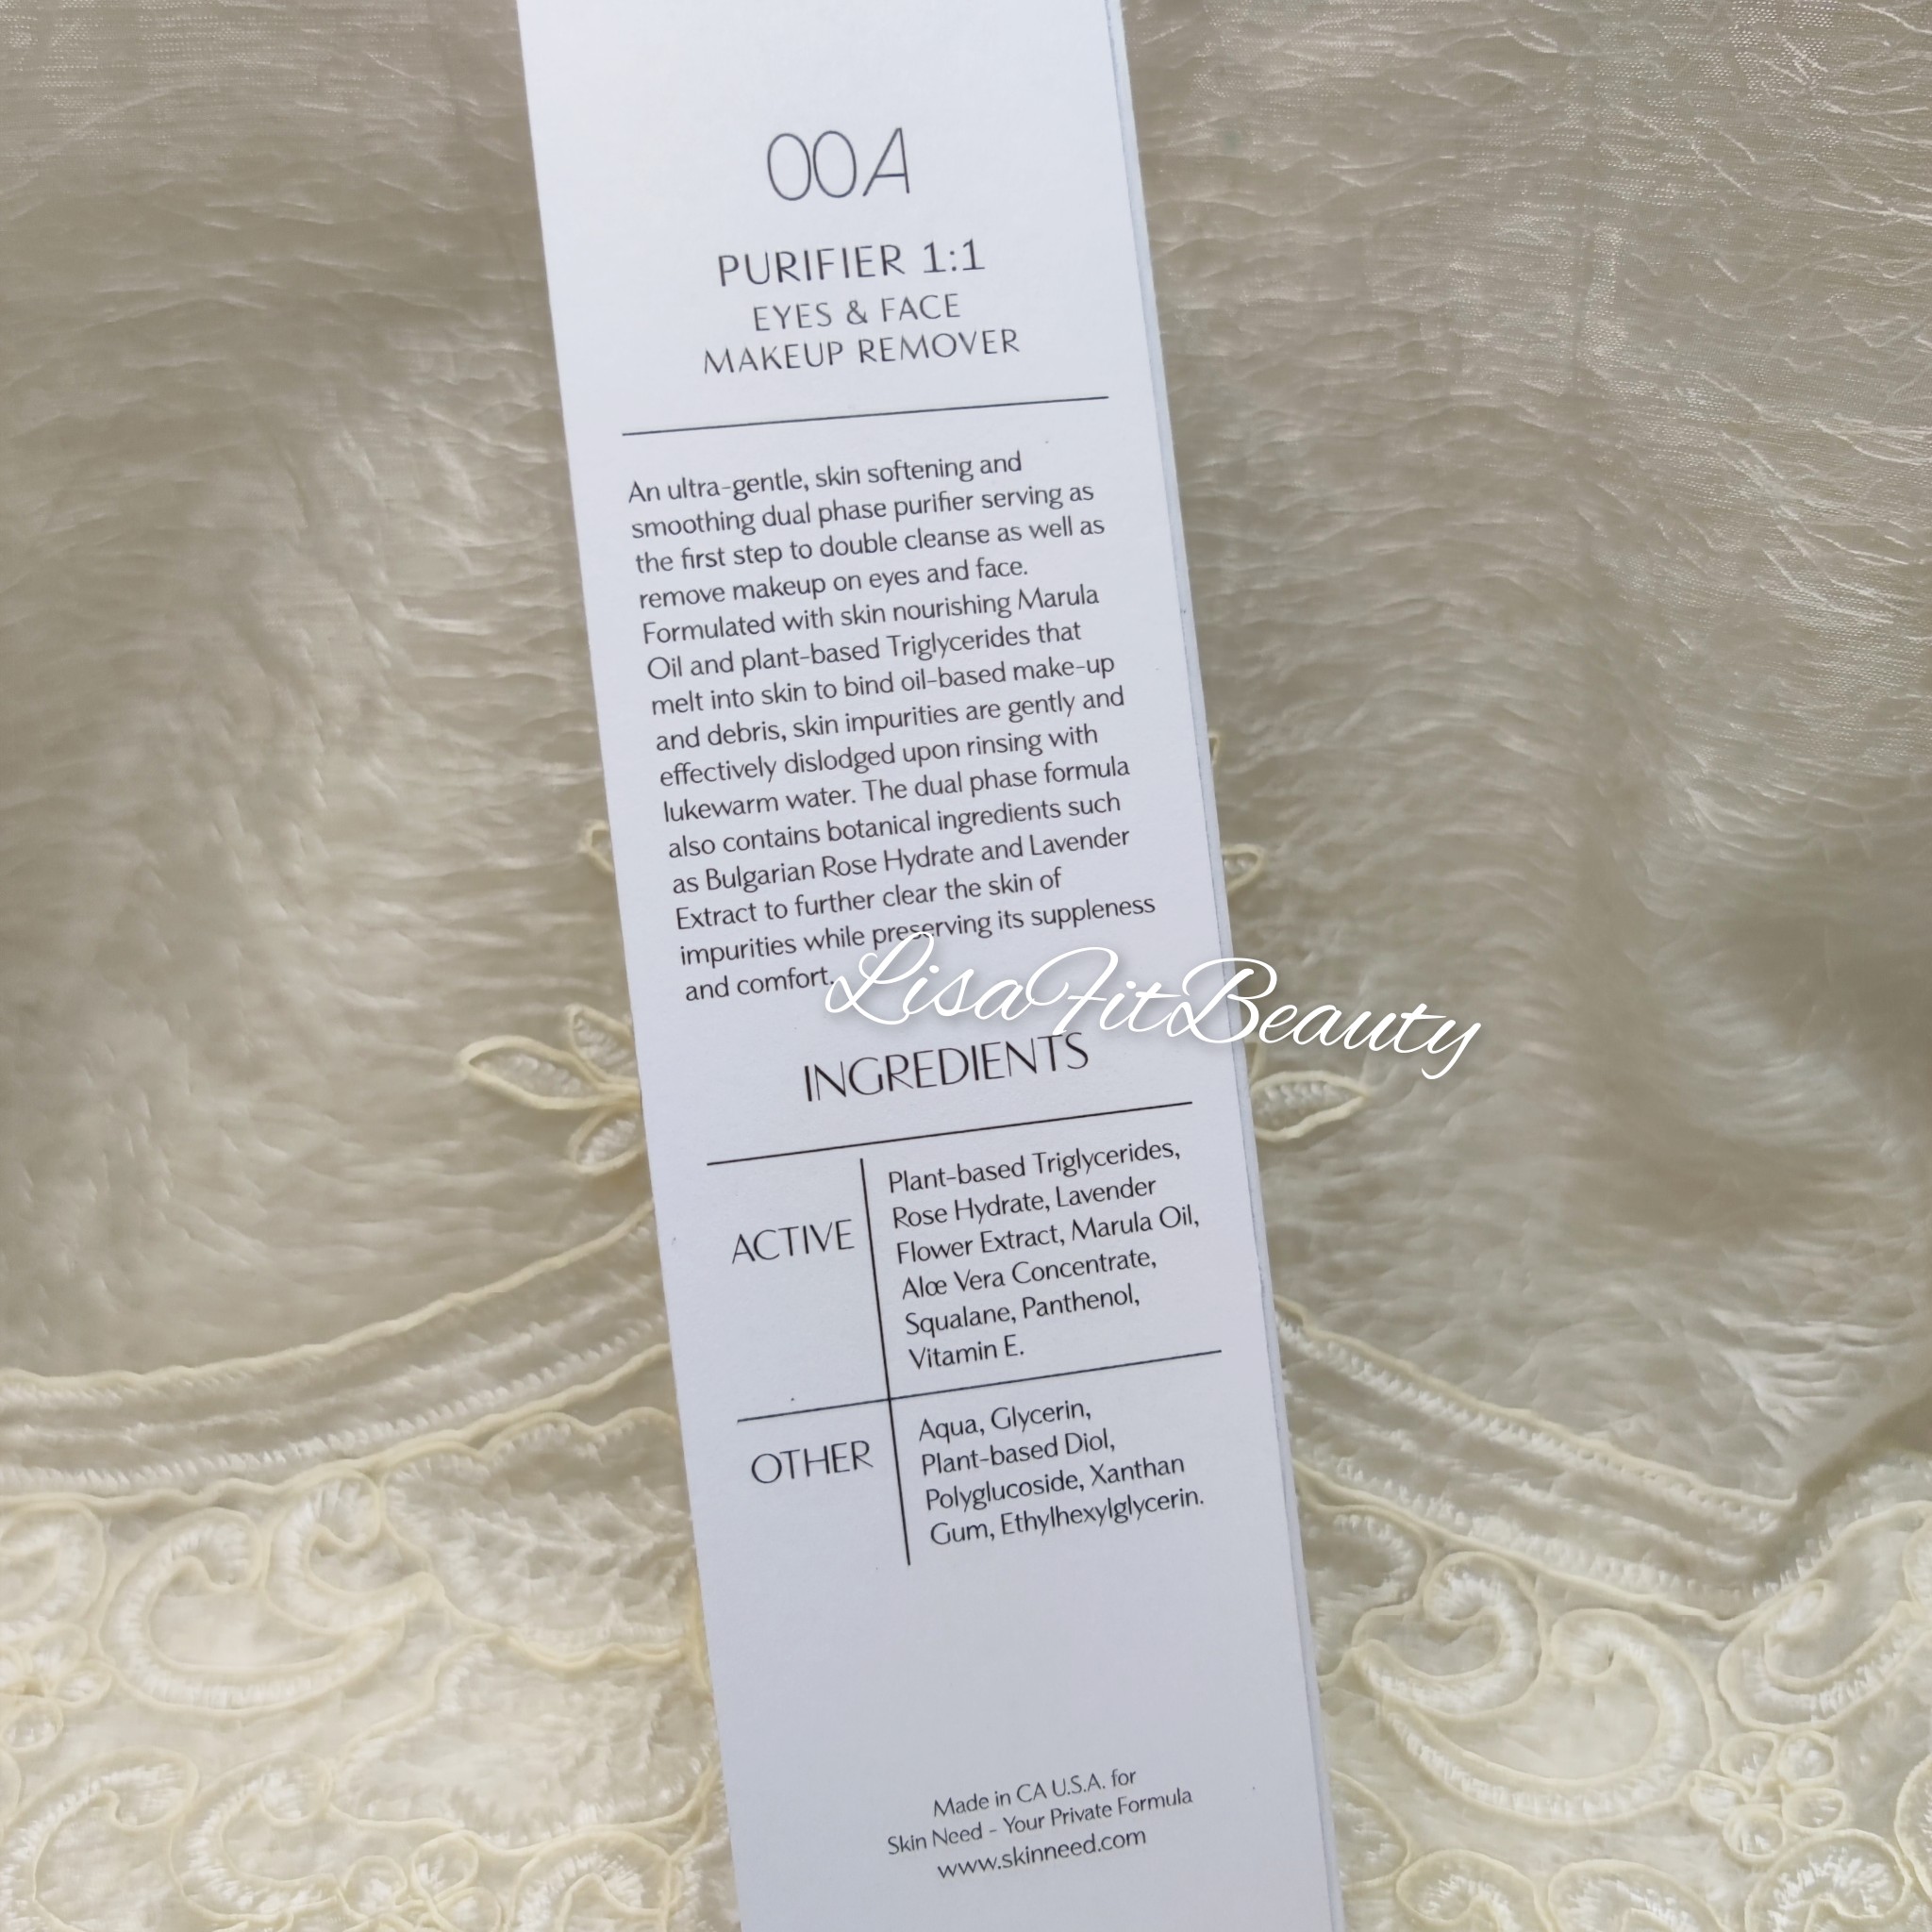 00A
PURIFIER 1:1
EYES & FACE
MAKEUP REMOVER
An ultra-gentle, skin softening and
smoothing dual phase purifier serving as
the first step to double cleanse as well as
remove makeup on eyes and face.
Formulated with skin nourishing Marula
Oil and plant-based Triglycerides that
melt into skin to bind oil-based make-up
and debris, skin impurities are gently and
effectively dislodged upon rinsing with
lukewarm water. The dual phase formula
also contains botanical ingredients such
as Bulgarian Rose Hydrate and Lavender
Extract to further clear the skin of
impurities while preserving its suppleness
and comfort.
LisaFitBeauty
INGREDIENTS
ACTIVE
Plant-based Triglycerides,
Rose Hydrate, Lavender
Flower Extract, Marula Oil,
Alœ Vera Concentrate,
Squalane, Panthenol,
Vitamin E.
OTHER
Aqua, Glycerin,
Plant-based Diol,
Polyglucoside, Xanthan
Gum, Ethylhexylglycerin.
Made in CA U.S.A. for
Skin Need - Your Private Formula
www.skinneed.com